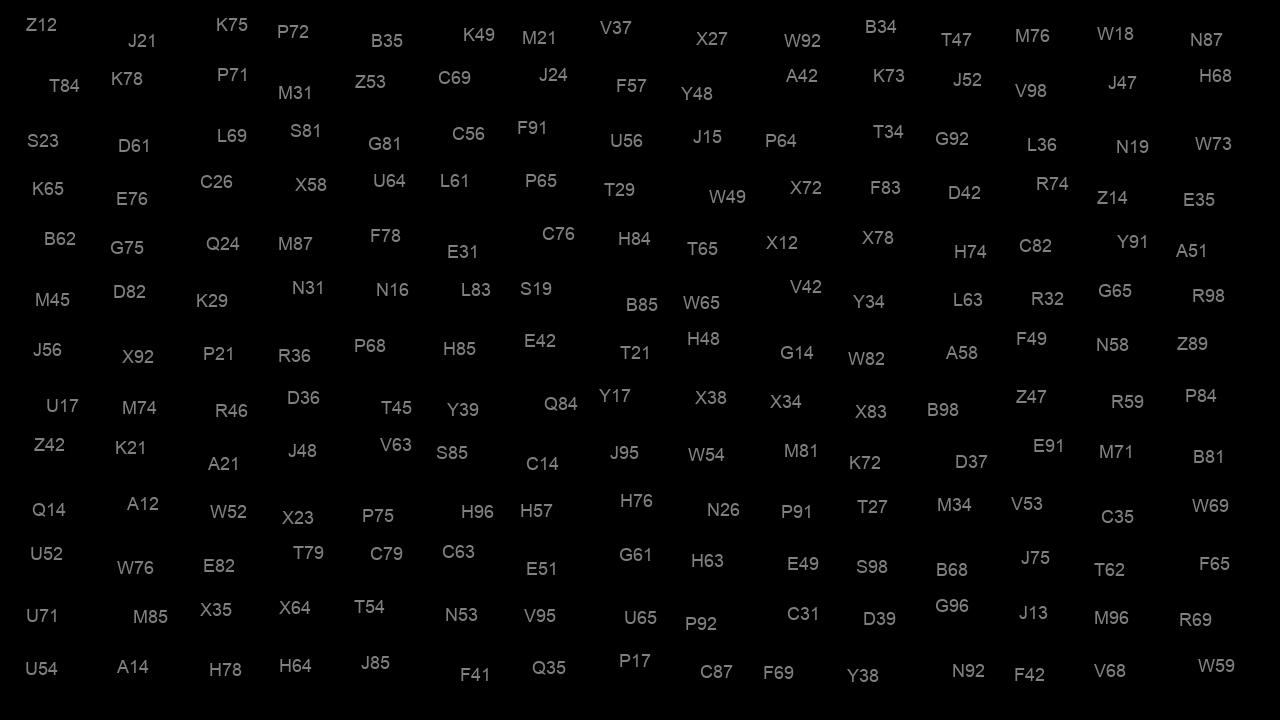 Z12 J21 K75 P72 B35 K49 M21 V37 X27 W92 B34 T47 M76 W18 N87
T84 K78 P71 M31 Z53 C69 J24 F57 Y48 A42 K73 J52 V98 J47 H68
S23 D61 L69 S81 G81 C56 F91 U56 J15 P64 T34 G92 L36 N19 W73
K65 E76 C26 X58 U64 L61 P65 T29 W49 X72 F83 D42 R74 Z14 E35
B62 G75 Q24 M87 F78 E31 C76 H84 T65 X12 X78 H74 C82 Y91 A51
M45 D82 K29 N31 N16 L83 S19 B85 W65 V42 Y34 L63 R32 G65 R98
J56 X92 P21 R36 P68 H85 E42 T21 H48 G14 W82 A58 F49 N58 Z89
U17 M74 R46 D36 T45 Y39 Q84 Y17 X38 X34 X83 B98 Z47 R59 P84
Z42 K21 A21 J48 V63 S85 C14 J95 W54 M81 K72 D37 E91 M71 B81
Q14 A12 W52 X23 P75 H96 H57 H76 N26 P91 T27 M34 V53 C35 W69
U52 W76 E82 T79 C79 C63 E51 G61 H63 E49 S98 B68 J75 T62 F65
U71 M85 X35 X64 T54 N53 V95 U65 P92 C31 D39 G96 J13 M96 R69
U54 A14 H78 H64 J85 F41 Q35 P17 C87 F69 Y38 N92 F42 V68 W59